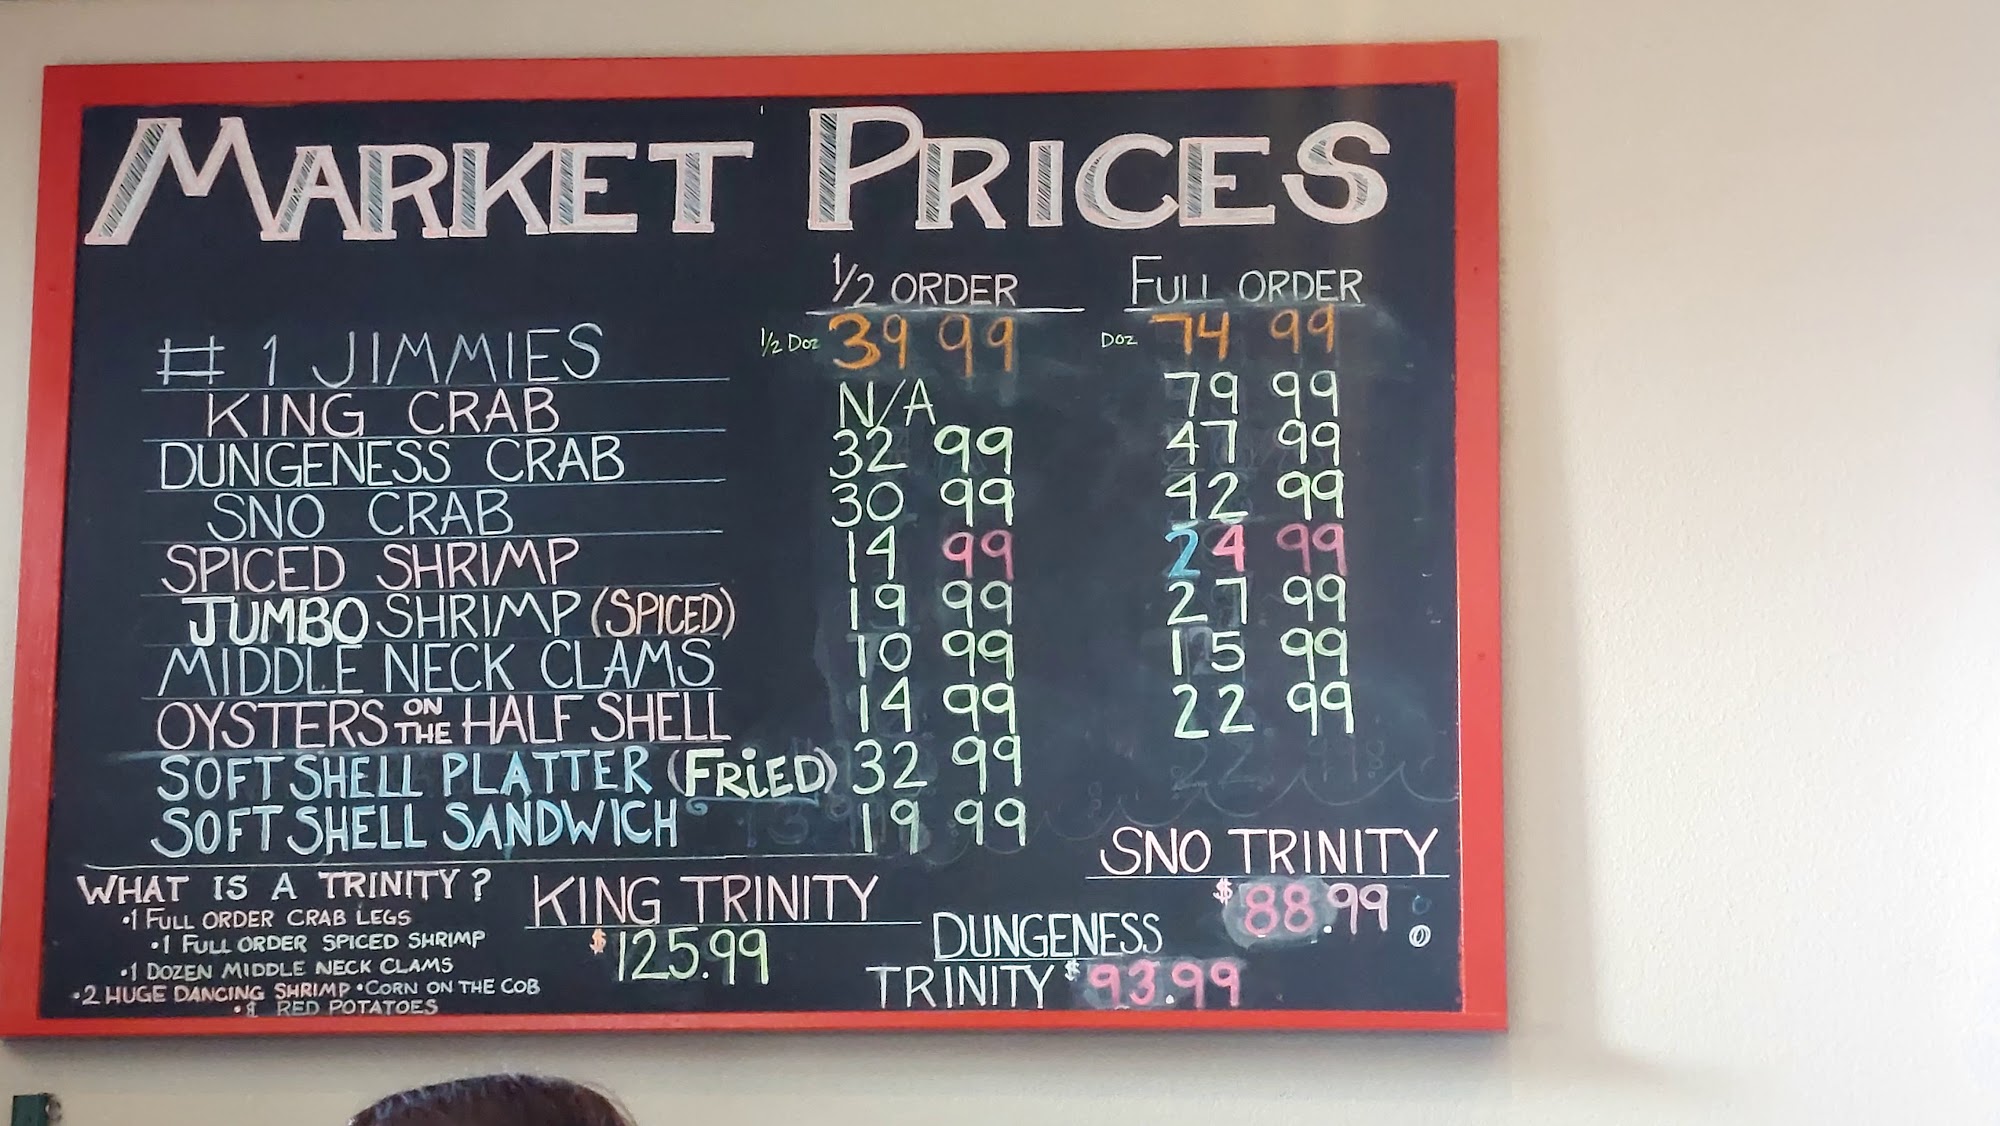 MARKET PRICES
1/2 ORDER FULL ORDER
# 1 JIMMIES 1/2 DOZ 39 99 DOZ 74 99
KING CRAB N/A 79 99
DUNGENESS CRAB 32 99 47 99
SNO CRAB 30 99 42 99
SPICED SHRIMP 14 99 24 99
JUMBO SHRIMP (SPICED) 19 99 27 99
MIDDLE NECK CLAMS 10 99 15 99
OYSTERS ON THE HALF SHELL 14 99 22 99
SOFT SHELL PLATTER (FRiED) 32 99
SOFT SHELL SANDWICH 19 99
WHAT IS A TRINITY?
•1 FULL ORDER CRAB LEGS
•1 FULL ORDER SPICED SHRIMP
•1 DOZEN MIDDLE NECK CLAMS
•2 HUGE DANCING SHRIMP •CORN ON THE COB
•& RED POTATOES
KING TRINITY
$125.99
DUNGENESS
TRINITY $93.99
SNO TRINITY
$88.99